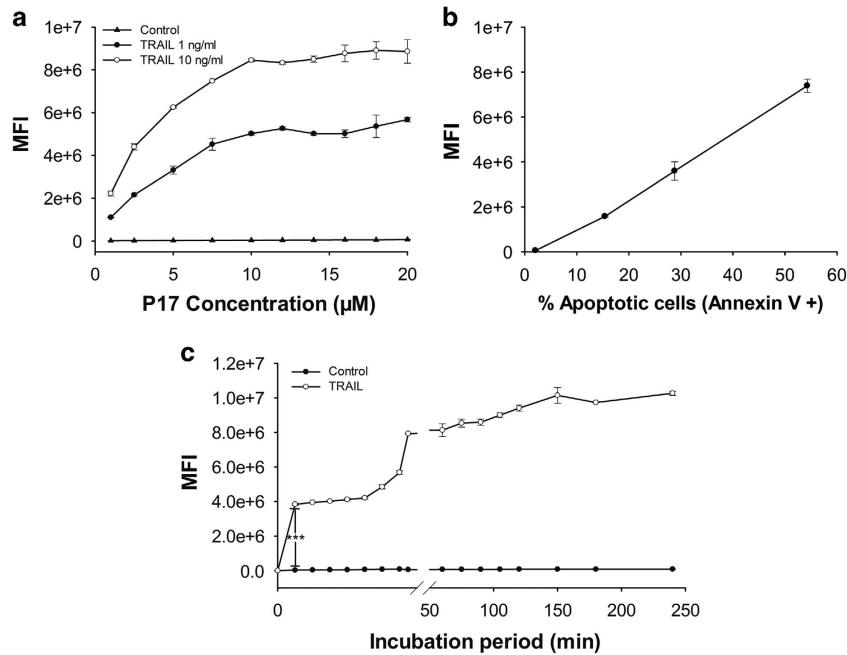 a
MFI
1e+7
8e+6
6e+6
4e+6
2e+6
0
Control
TRAIL 1 ng/ml
TRAIL 10 ng/ml
0 5 10 15 20
P17 Concentration (µM)
b
MFI
1e+7
8e+6
6e+6
4e+6
2e+6
0
0 10 20 30 40 50 60
% Apoptotic cells (Annexin V +)
c
MFI
1.2e+7
1.0e+7
8.0e+6
6.0e+6
4.0e+6
2.0e+6
0.0
Control
TRAIL
***
0 50 100 150 200 250
Incubation period (min)